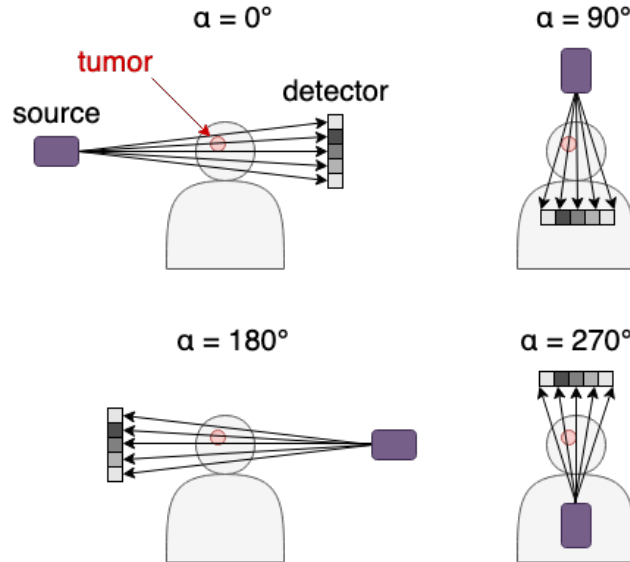 α = 0°
α = 90°
tumor
detector
source
α = 180°
α = 270°